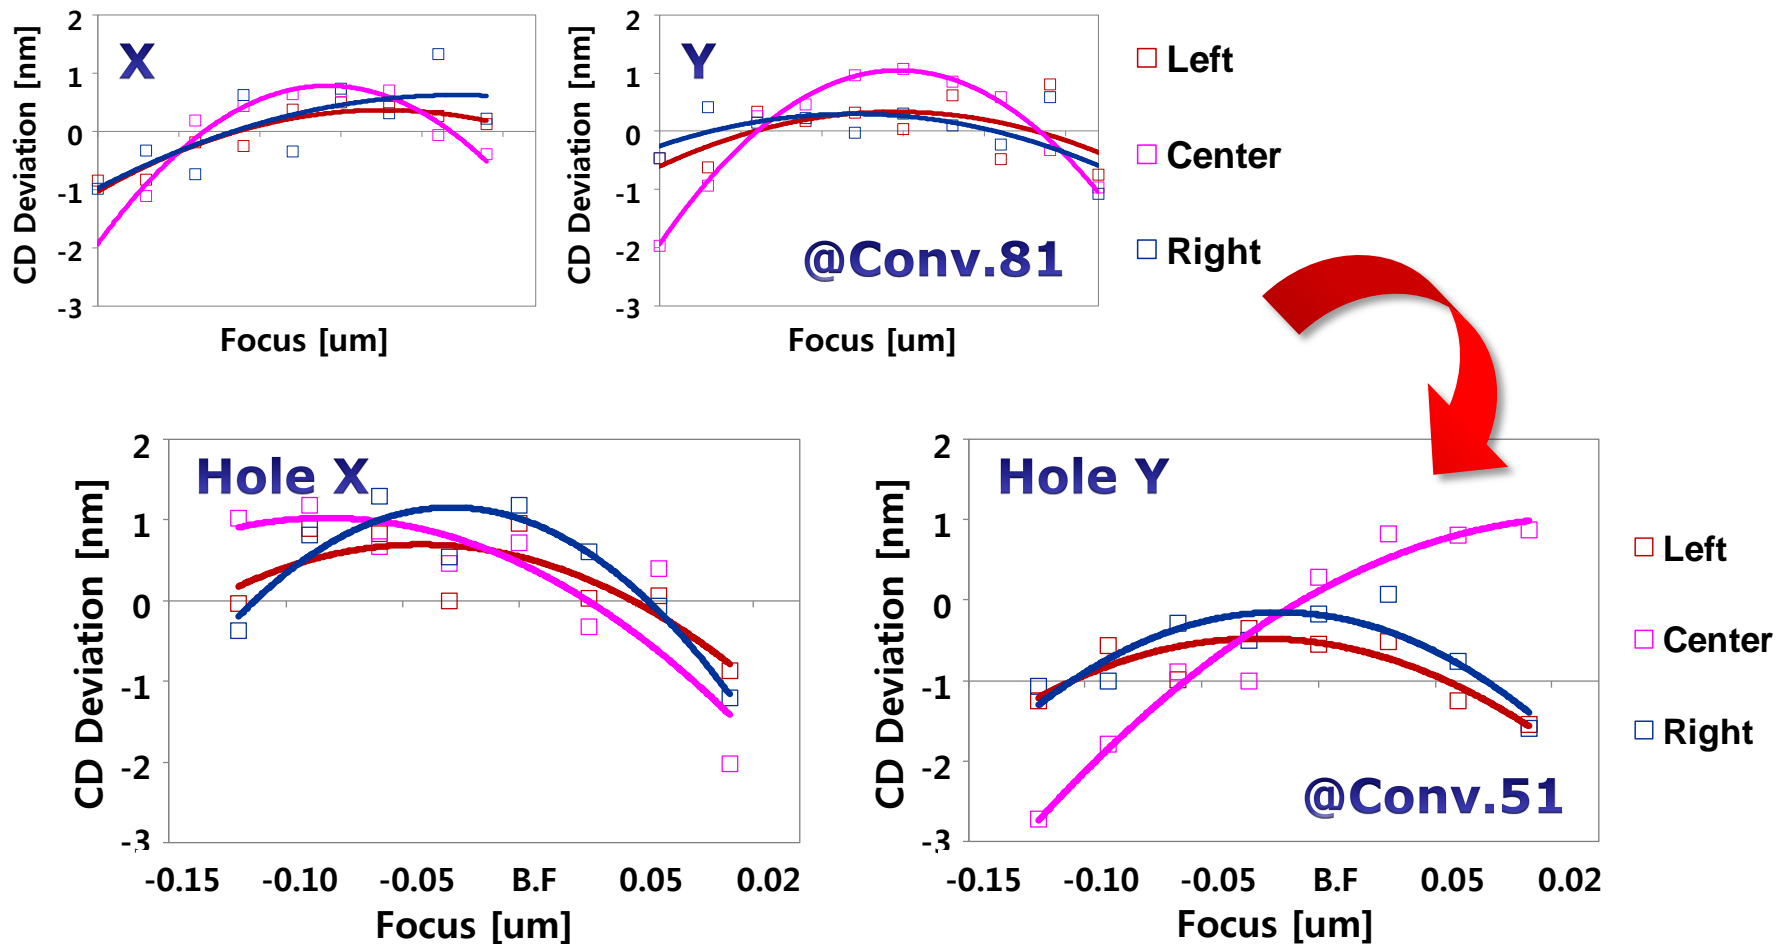 CD Deviation [nm]
2
1
0
-1
-2
-3
X
Focus [um]
CD Deviation [nm]
2
1
0
-1
-2
-3
Y
@Conv.81
Focus [um]
Left
Center
Right
CD Deviation [nm]
2
1
0
-1
-2
-3
Hole X
-0.15 -0.10 -0.05 B.F 0.05 0.02
Focus [um]
CD Deviation [nm]
2
1
0
-1
-2
-3
Hole Y
@Conv.51
-0.15 -0.10 -0.05 B.F 0.05 0.02
Focus [um]
Left
Center
Right